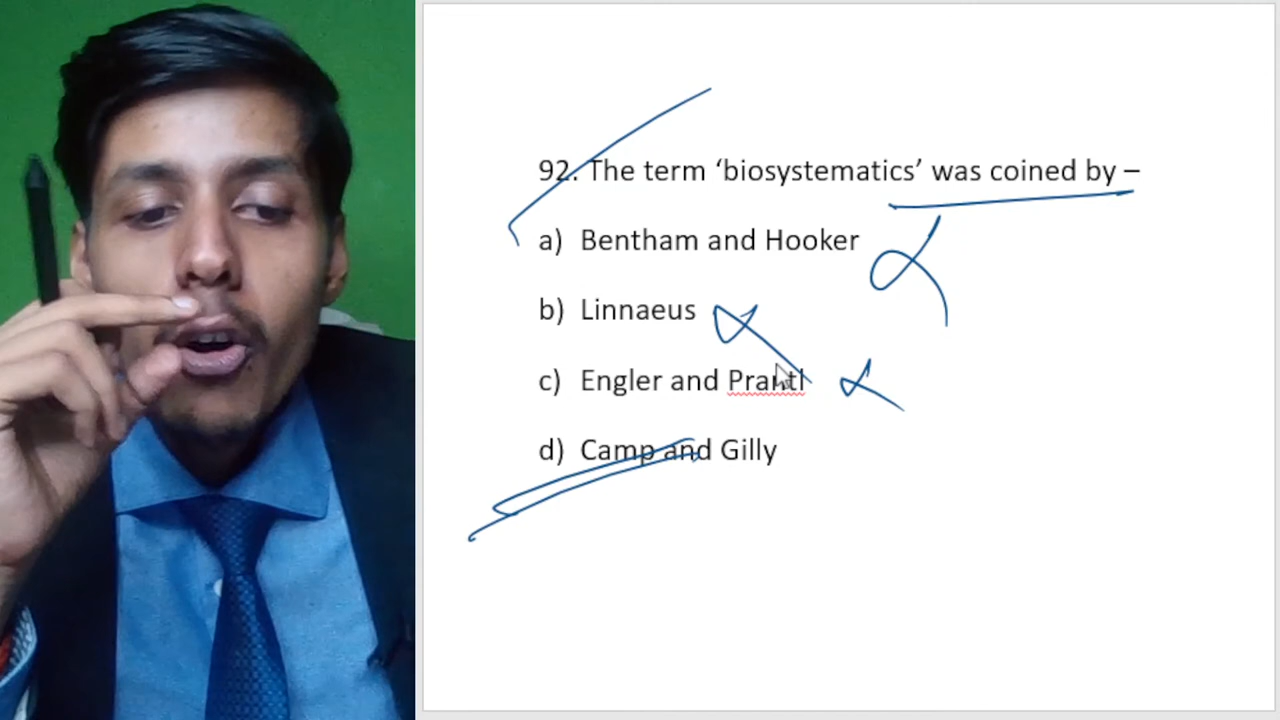 92. The term ‘biosystematics’ was coined by –
a) Bentham and Hooker
b) Linnaeus
c) Engler and Prantl
d) Camp and Gilly